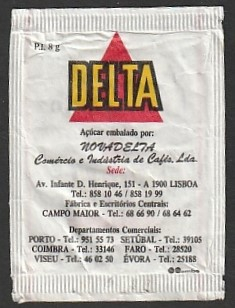 P.L. 8 g
DELTA
Açúcar embalado por:
NOVADELTA
Comércio e Indústria de Cafés, Lda.
Sede:
Av. Infante D. Henrique, 151 - A 1900 LISBOA
Tel.: 858 10 46 / 858 19 99
Fábrica e Escritórios Centrais:
CAMPO MAIOR - Tel.: 68 66 90 / 68 64 62
Departamentos Comerciais:
PORTO - Tel.: 951 55 73 SETÚBAL - Tel.: 39105
COIMBRA - Tel.: 33146 FARO - Tel.: 28520
VISEU - Tel.: 46 02 50 ÉVORA - Tel.: 25188